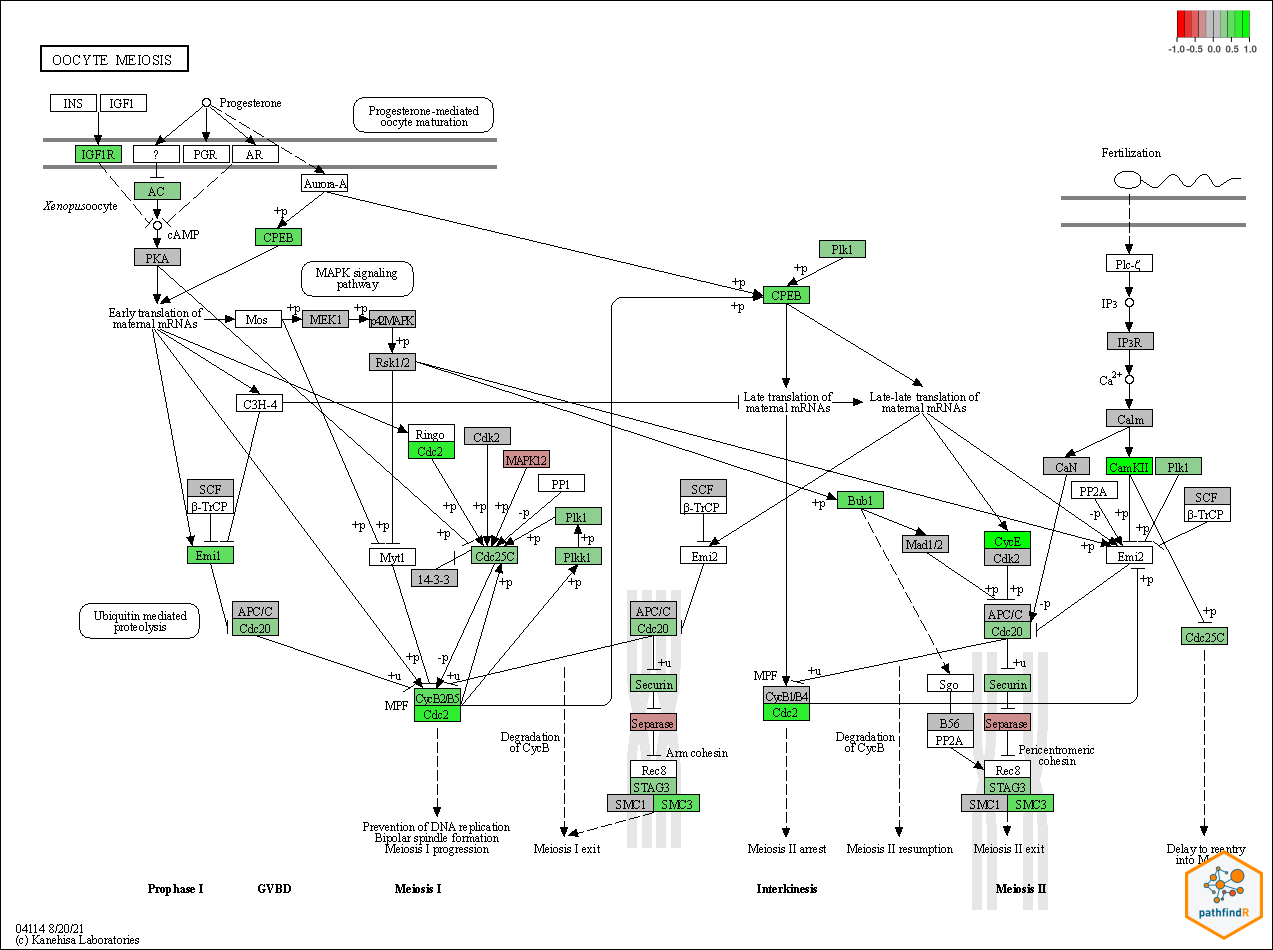 -1.0 -0.5 0.0 0.5 1.0
OOCYTE MEIOSIS
INS
IGF1
Progesterone
Progesterone-mediated
oocyte maturation
IGF1R
?
PGR
AR
Fertilization
Aurora-A
AC
Xenopus oocyte
+p
cAMP
CPEB
PKA
Plk1
Plc-ζ
+p
MAPK signaling
pathway
+p
CPEB
+p
IP3
Early translation of
maternal mRNAs
Mos
+p
MEK1
+p
p42MAPK
+p
Rsk1/2
IP3R
Ca2+
C3H-4
Late translation of
maternal mRNAs
Late-late translation of
maternal mRNAs
Calm
Ringo
Cdc2
Cdk2
MAPK12
CaN
CamKII
Plk1
PP1
PP2A
SCF
β-TrCP
SCF
β-TrCP
SCF
β-TrCP
+p
+p
+p
-p
Plk1
+p
Bub1
-p
+p
+p
+p
+p
+p
+p
Emi1
Myt1
Cdc25C
Plkk1
Emi2
Mad1/2
CycE
Cdk2
+p
Emi2
14-3-3
+p
+p
+p
+p
+p
-p
+p
Ubiquitin mediated
proteolysis
APC/C
Cdc20
APC/C
Cdc20
APC/C
Cdc20
Cdc25C
+p
-p
+u
+u
+u
+u
+u
MPF
CycB2/B5
Cdc2
Securin
MPF
CycB1/B4
Cdc2
Sgo
Securin
Separase
B56
PP2A
Separase
Degradation
of CycB
Arm cohesin
Degradation
of CycB
Pericentromeric
cohesin
Rec8
STAG3
SMC1
SMC3
Rec8
STAG3
SMC1
SMC3
Prevention of DNA replication
Bipolar spindle formation
Meiosis I progression
Meiosis I exit
Meiosis II arrest
Meiosis II resumption
Meiosis II exit
Delay to reentry
into
Prophase I
GVBD
Meiosis I
Interkinesis
Meiosis II
pathfindR
04114 8/20/21
(c) Kanehisa Laboratories